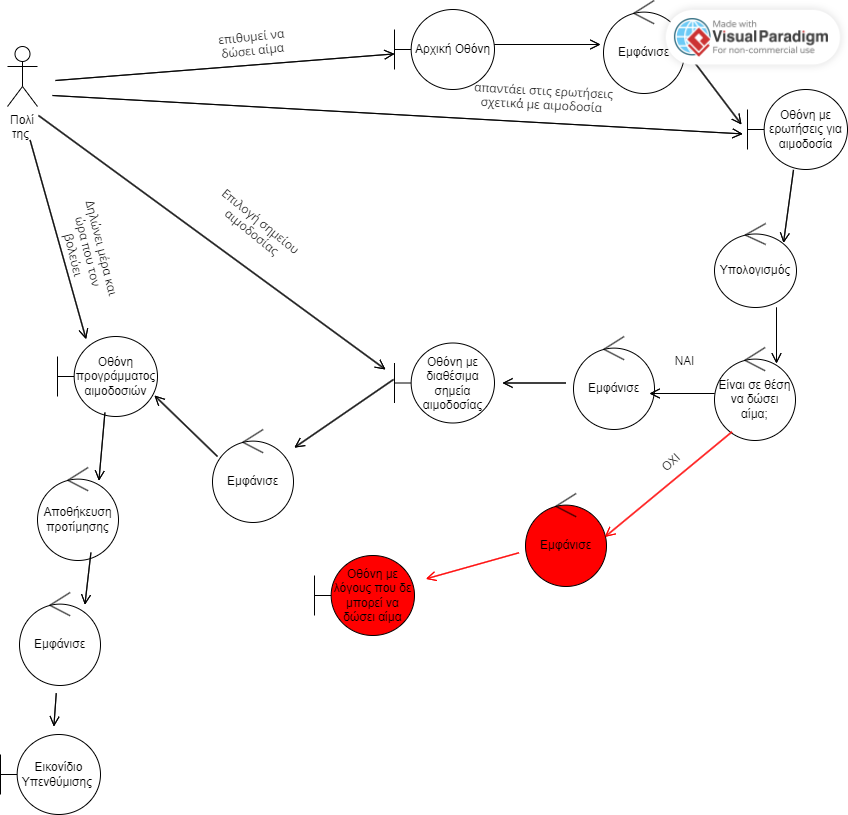 Made with
Visual Paradigm
For non-commercial use
επιθυμεί να
δώσει αίμα
Αρχική Οθόνη
Εμφάνισε
απαντάει στις ερωτήσεις
σχετικά με αιμοδοσία
Οθόνη με
ερωτήσεις για
αιμοδοσία
Πολί
της
Δηλώνει μέρα και
ώρα που τον
βολεύει
Επιλογή σημείου
αιμοδοσίας
Υπολογισμός
Οθόνη
προγράμματος
αιμοδοσιών
Οθόνη με
διαθέσιμα
σημεία
αιμοδοσίας
Εμφάνισε
ΝΑΙ
Είναι σε θέση
να δώσει
αίμα;
ΟΧΙ
Εμφάνισε
Αποθήκευση
προτίμησης
Εμφάνισε
Οθόνη με
λόγους που δε
μπορεί να
δώσει αίμα
Εμφάνισε
Εικονίδιο
Υπενθύμισης